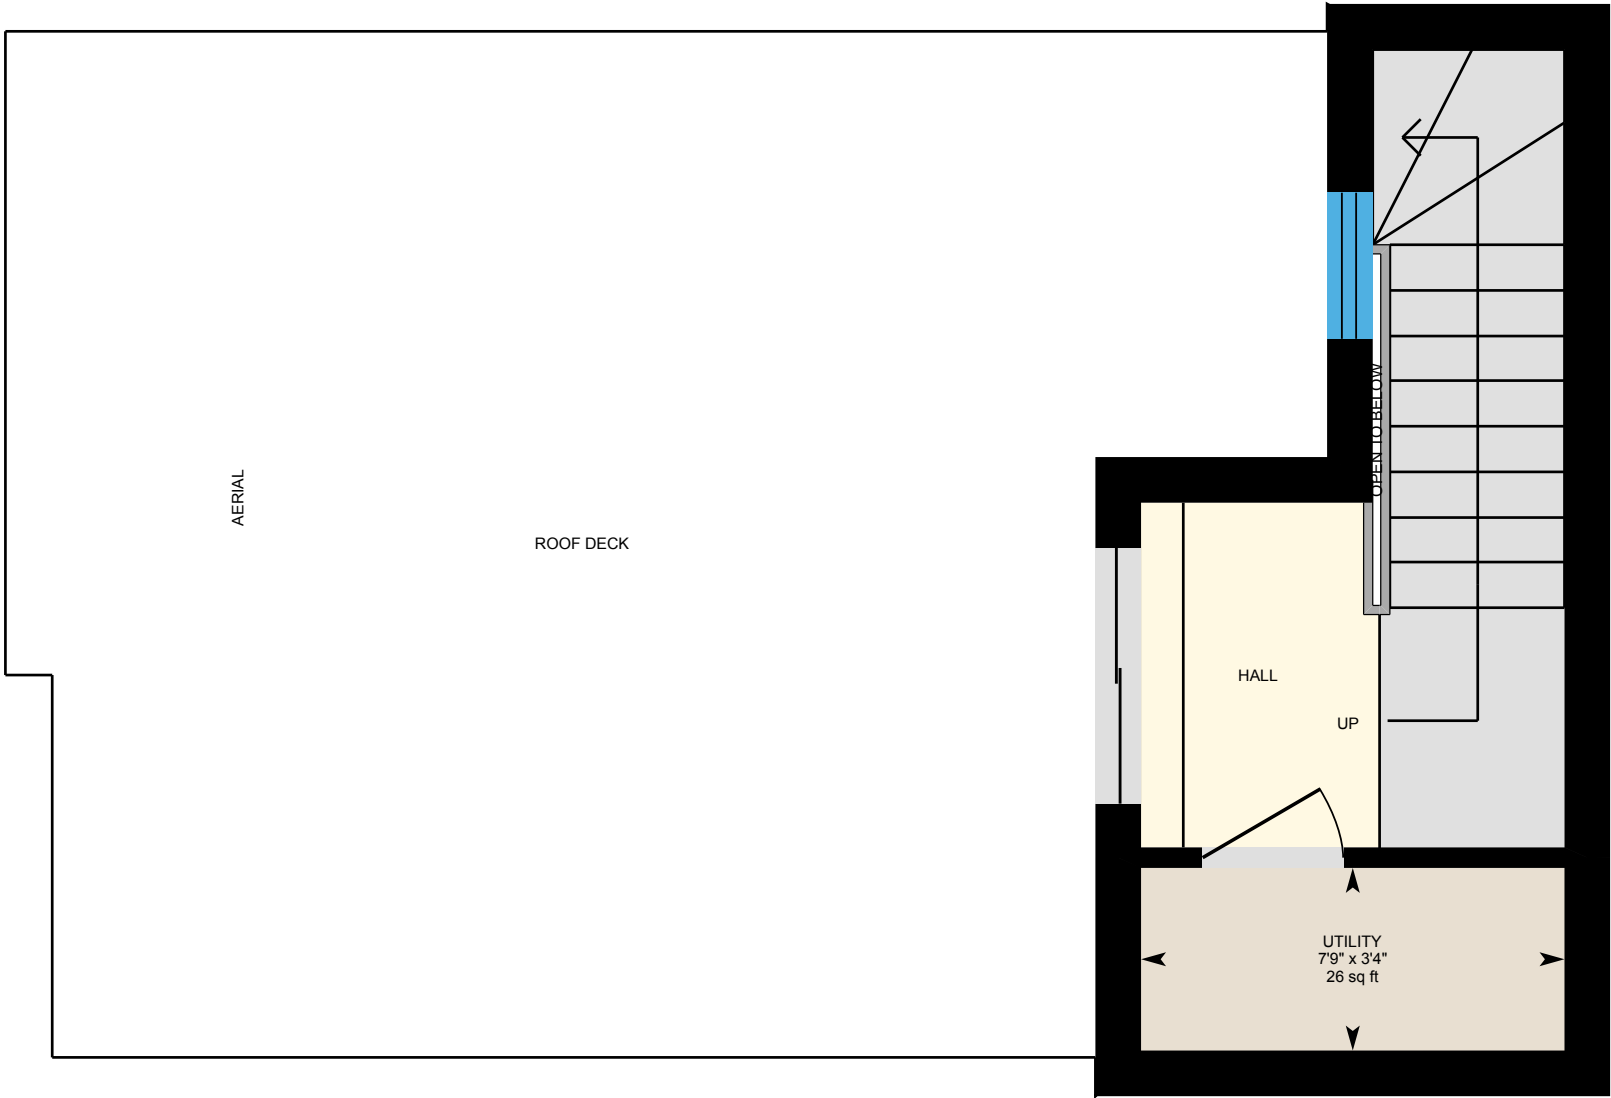 OPEN TO BELOW
AERIAL
ROOF DECK
HALL
UP
UTILITY
7'9" x 3'4"
26 sq ft